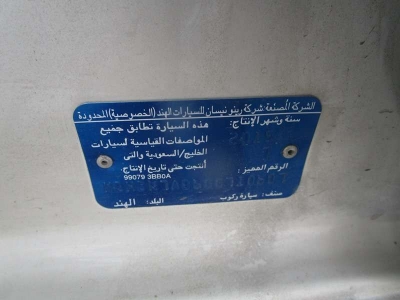 الشركة المصنعة: شركة رينو نيسان للسيارات الهند (الخصوصية) المحدودة
سنة وشهر الإنتاج:
هذه السيارة تطابق جميع
المواصفات القياسية لسيارات
الخليج/السعودية والتي
أنتجت حتى تاريخ الإنتاج.
99079 3BB0A
الرقم المميز:
صنف: سيارة ركوب
البلد: الهند